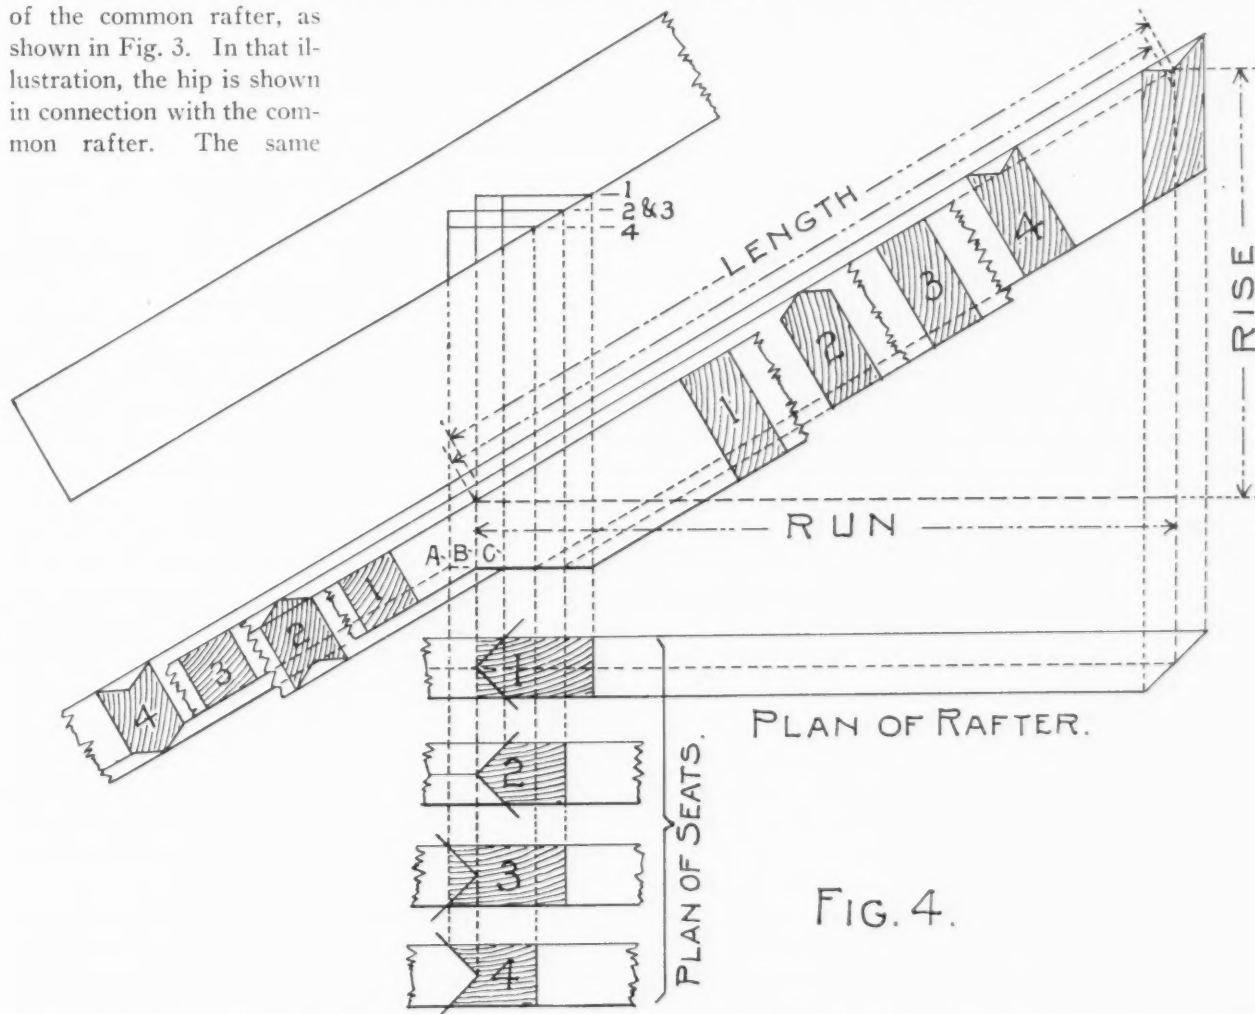 of the common rafter, as
shown in Fig. 3. In that il-
lustration, the hip is shown
in connection with the com-
mon rafter. The same
1
2 & 3
4
LENGTH
RISE
4
3
2
1
RUN
A B C
1
2
3
4
1
2
3
4
PLAN OF RAFTER.
PLAN OF SEATS.
FIG. 4.